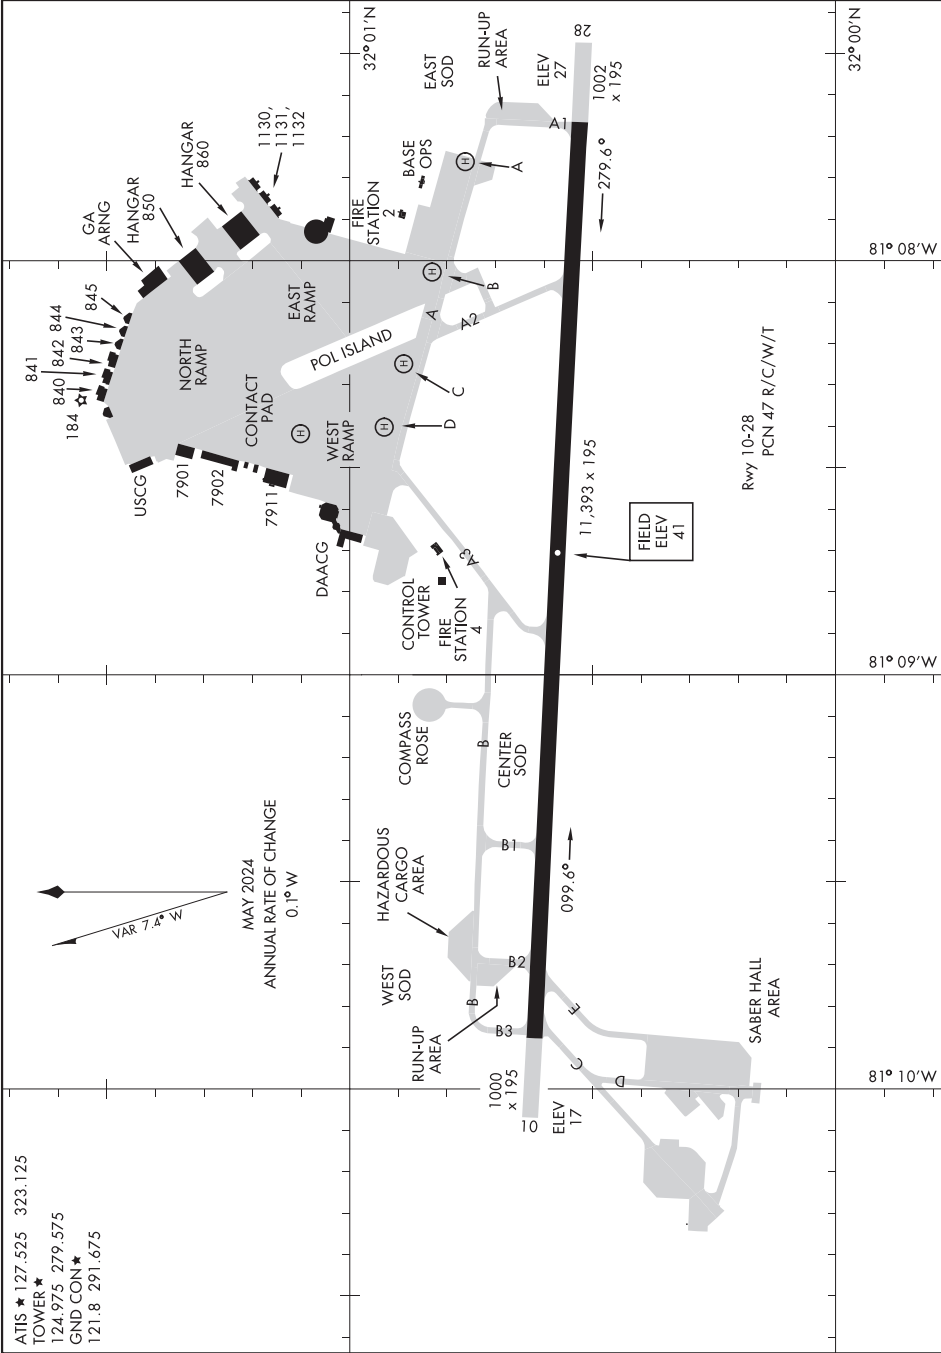 ATIS ★ 127.525 323.125
TOWER ★
124.975 279.575
GND CON ★
121.8 291.675
VAR 7.4° W
MAY 2024
ANNUAL RATE OF CHANGE
0.1° W
184
840
841
842
843
844
845
GA
ARNG
HANGAR
850
HANGAR
860
1130,
1131,
1132
USCG
7901
7902
7911
DAACG
NORTH
RAMP
CONTACT
PAD
H
WEST
RAMP
EAST
RAMP
POL ISLAND
FIRE
STATION
2
BASE
OPS
EAST
SOD
RUN-UP
AREA
32° 01'N
H
H
H
H
A
B
C
D
A
A1
A2
A3
CONTROL
TOWER
FIRE
STATION
4
COMPASS
ROSE
CENTER
SOD
HAZARDOUS
CARGO
AREA
WEST
SOD
RUN-UP
AREA
B
B
B1
B2
B3
10
ELEV
17
1000
x 195
099.6°
11,393 x 195
279.6°
28
ELEV
27
1002
x 195
FIELD
ELEV
41
C
D
E
SABER HALL
AREA
Rwy 10-28
PCN 47 R/C/W/T
32° 00'N
81° 10'W
81° 09'W
81° 08'W